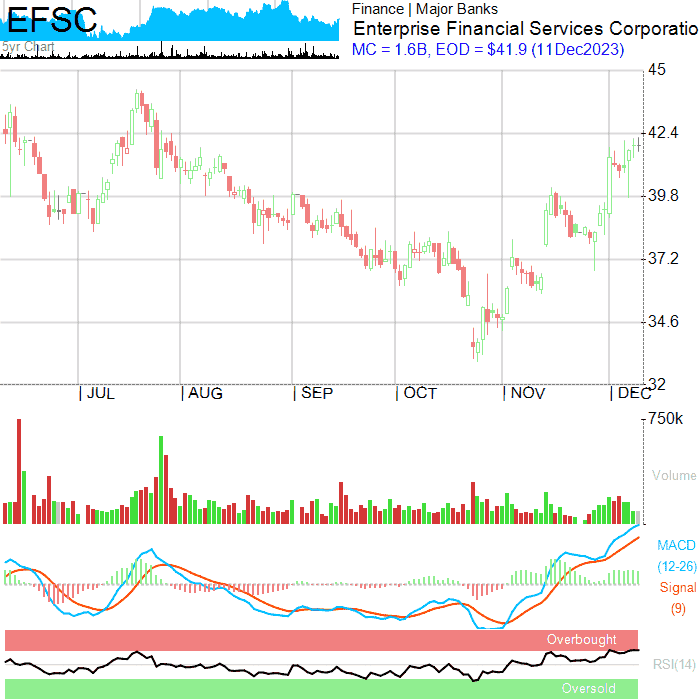 EFSC
5yr Chart
Finance | Major Banks
Enterprise Financial Services Corporatio
MC = 1.6B, EOD = $41.9 (11Dec2023)
45
42.4
39.8
37.2
34.6
32
| JUL | AUG | SEP | OCT | NOV | DEC
750k
Volume
MACD
(12-26)
Signal
(9)
Overbought
RSI(14)
Oversold